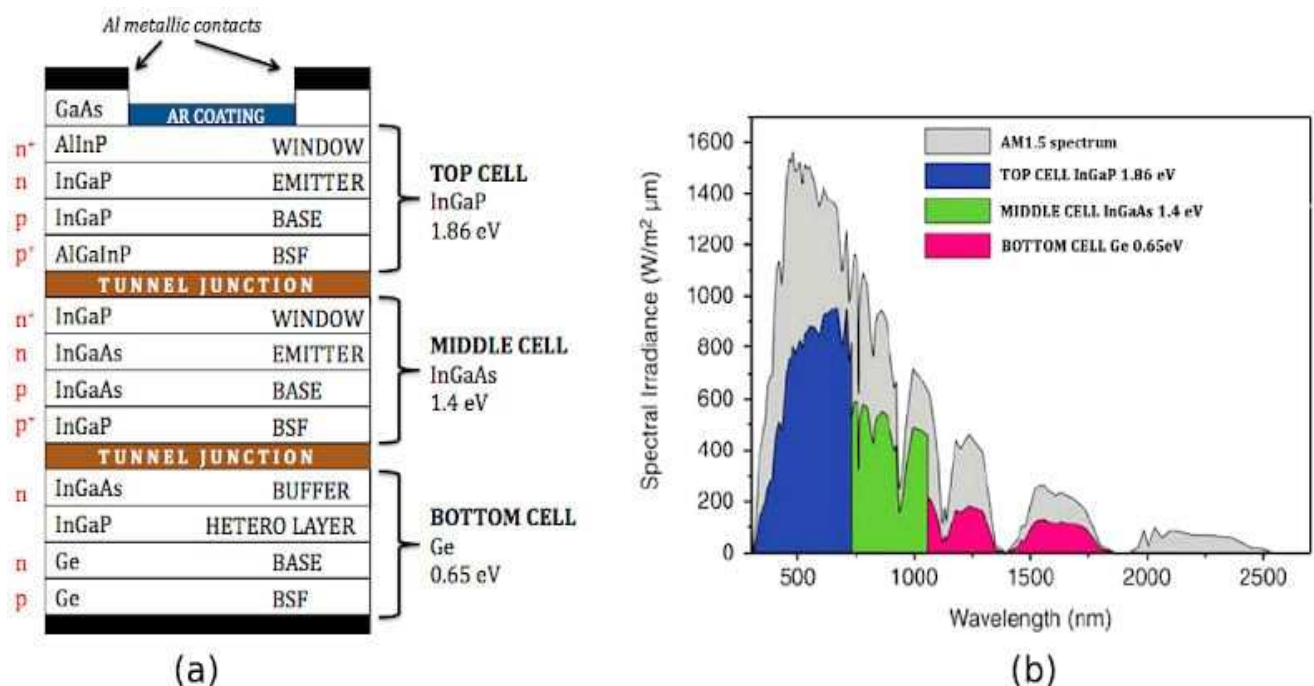 Al metallic contacts
GaAs
AR COATING
n⁺ AlInP WINDOW
n InGaP EMITTER
p InGaP BASE
p⁺ AlGaInP BSF
TOP CELL
InGaP
1.86 eV
TUNNEL JUNCTION
n⁺ InGaP WINDOW
n InGaAs EMITTER
p InGaAs BASE
p⁺ InGaP BSF
MIDDLE CELL
InGaAs
1.4 eV
TUNNEL JUNCTION
n InGaAs BUFFER
InGaP HETERO LAYER
n Ge BASE
p Ge BSF
BOTTOM CELL
Ge
0.65 eV
(a)
Spectral Irradiance (W/m² μm)
1600
1400
1200
1000
800
600
400
200
0
AM1.5 spectrum
TOP CELL InGaP 1.86 eV
MIDDLE CELL InGaAs 1.4 eV
BOTTOM CELL Ge 0.65eV
500 1000 1500 2000 2500
Wavelength (nm)
(b)